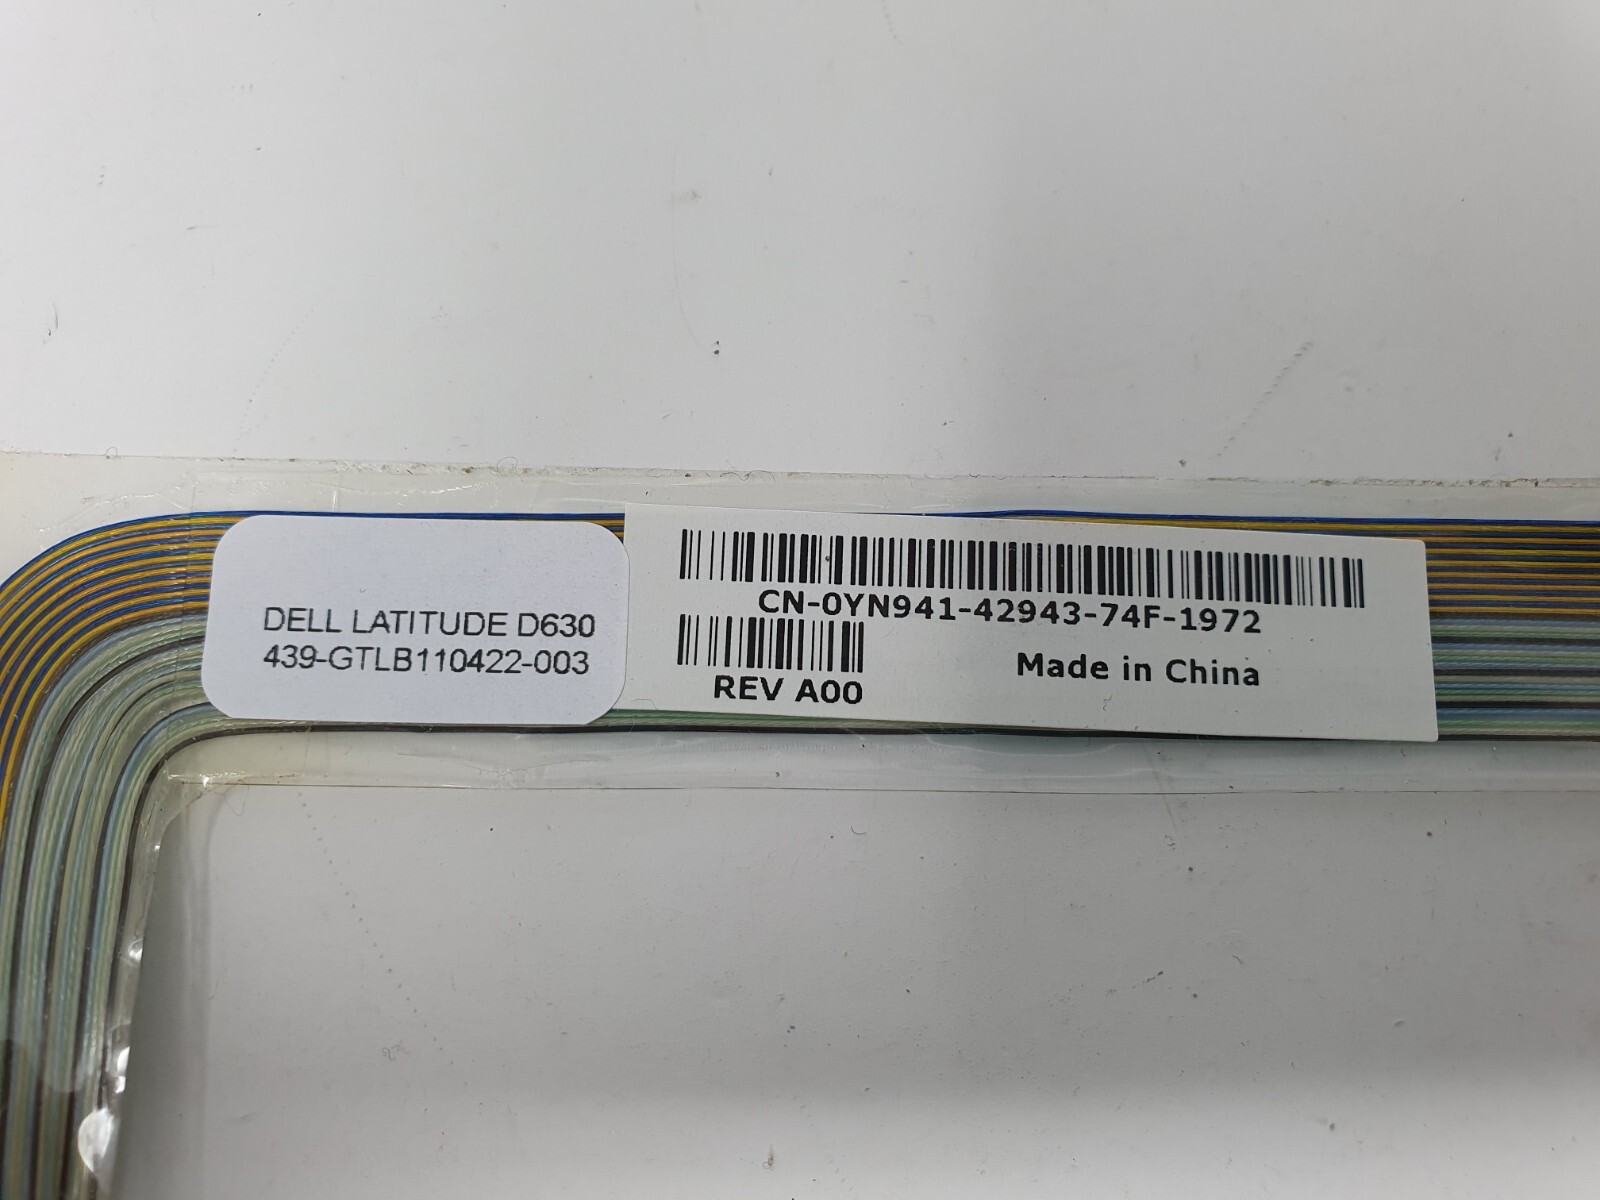 DELL LATITUDE D630
439-GTLB110422-003
CN-0YN941-42943-74F-1972
REV A00
Made in China